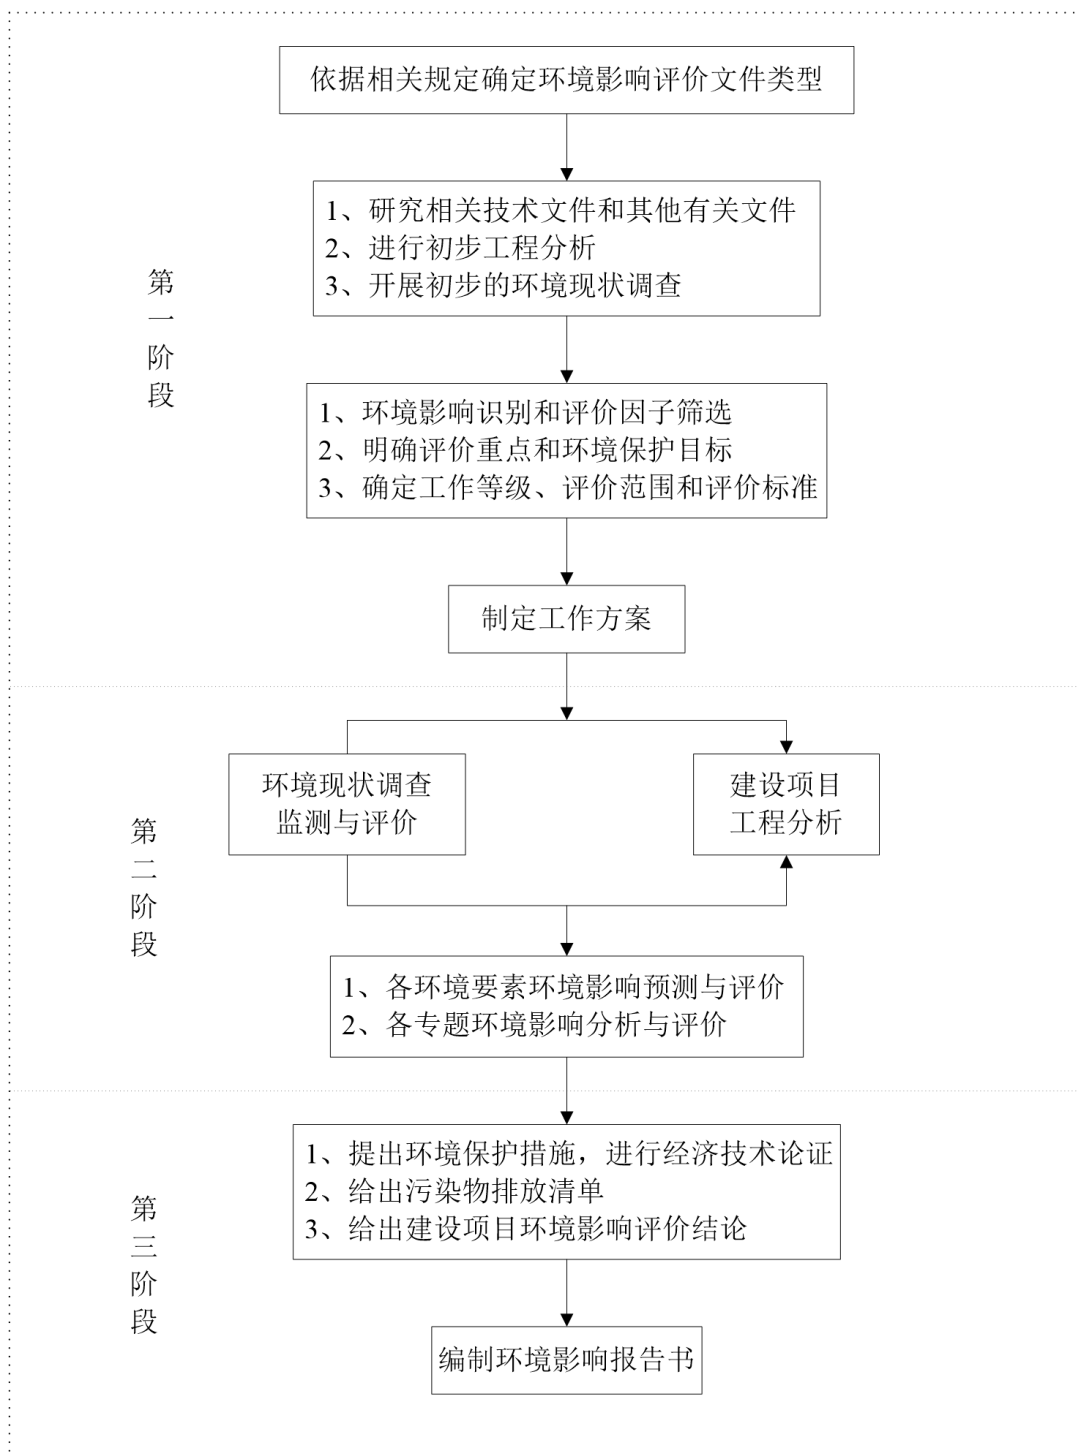 依据相关规定确定环境影响评价文件类型
1、研究相关技术文件和其他有关文件
2、进行初步工程分析
3、开展初步的环境现状调查
第一阶段
1、环境影响识别和评价因子筛选
2、明确评价重点和环境保护目标
3、确定工作等级、评价范围和评价标准
制定工作方案
环境现状调查
监测与评价
建设项目
工程分析
第二阶段
1、各环境要素环境影响预测与评价
2、各专题环境影响分析与评价
1、提出环境保护措施，进行经济技术论证
2、给出污染物排放清单
3、给出建设项目环境影响评价结论
第三阶段
编制环境影响报告书